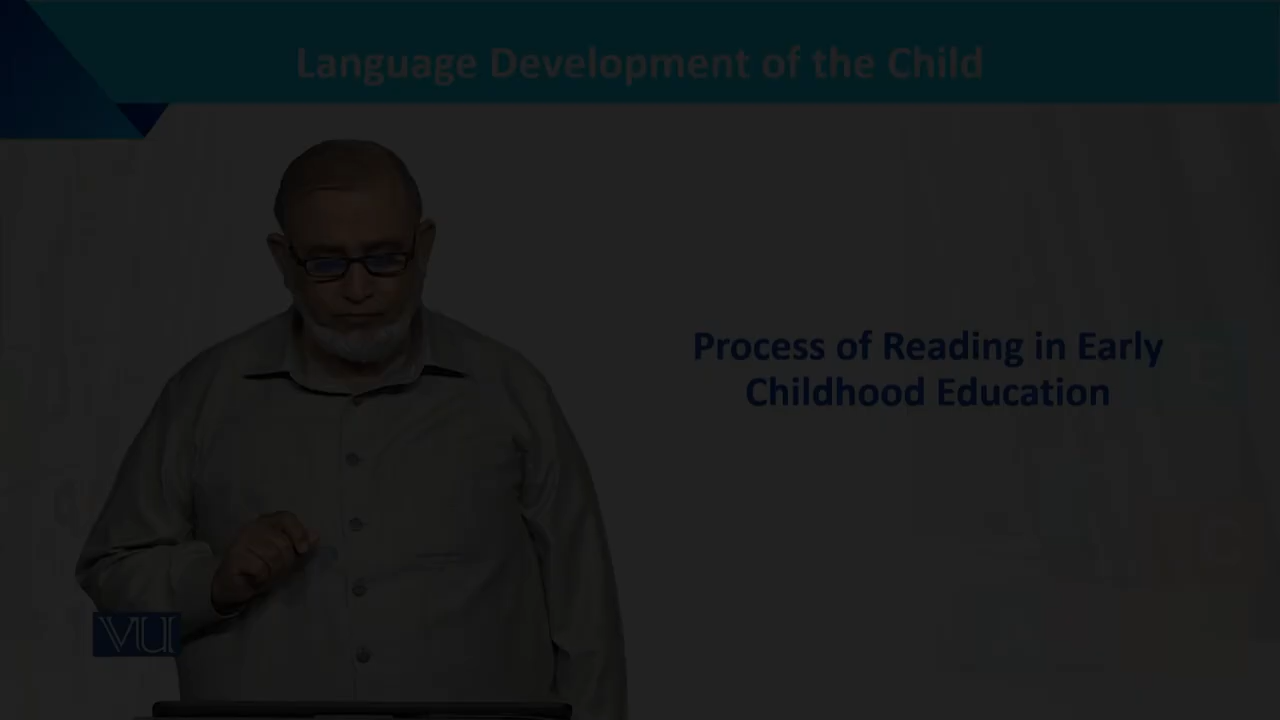 Language Development of the Child
Process of Reading in Early
Childhood Education
VU